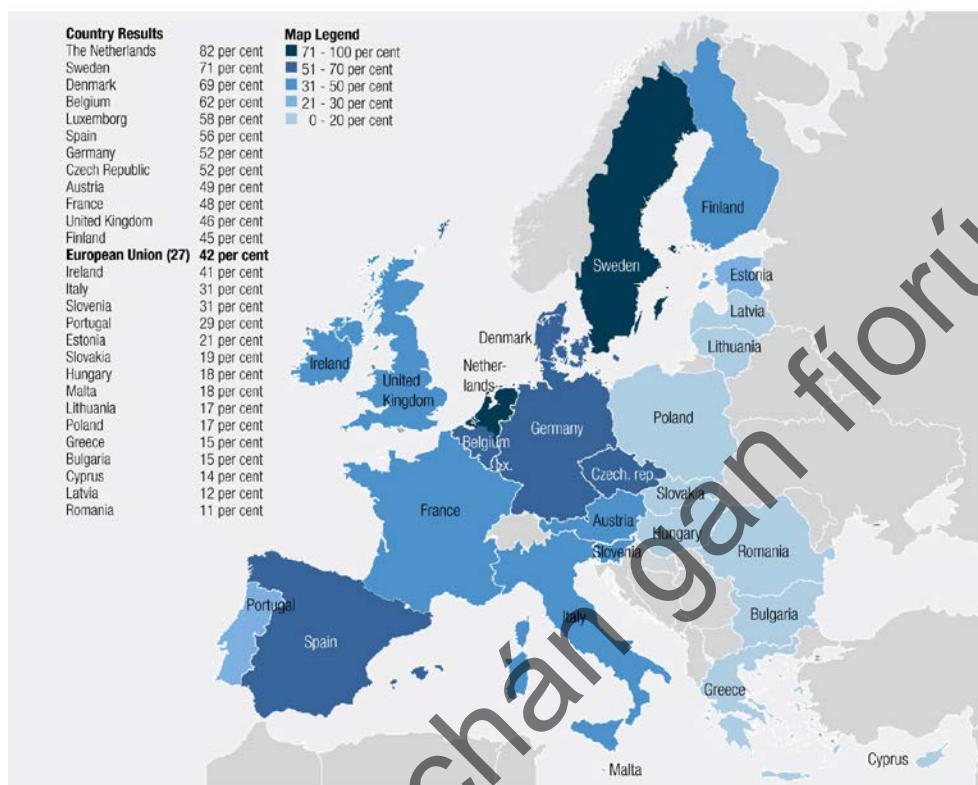 Country Results
The Netherlands 82 per cent
Sweden 71 per cent
Denmark 69 per cent
Belgium 62 per cent
Luxemborg 58 per cent
Spain 56 per cent
Germany 52 per cent
Czech Republic 52 per cent
Austria 49 per cent
France 48 per cent
United Kingdom 46 per cent
Finland 45 per cent
European Union (27) 42 per cent
Ireland 41 per cent
Italy 31 per cent
Slovenia 31 per cent
Portugal 29 per cent
Estonia 21 per cent
Slovakia 19 per cent
Hungary 18 per cent
Malta 18 per cent
Lithuania 17 per cent
Poland 17 per cent
Greece 15 per cent
Bulgaria 15 per cent
Cyprus 14 per cent
Latvia 12 per cent
Romania 11 per cent
Map Legend
71 - 100 per cent
51 - 70 per cent
31 - 50 per cent
21 - 30 per cent
0 - 20 per cent
Finland
Sweden
Estonia
Latvia
Lithuania
Denmark
Nether-
lands
Ireland
United
Kingdom
Poland
Germany
Belgium
Czech. rep.
Slovakia
France
Austria
Hungary
Slovenia
Romania
Italy
Bulgaria
Portugal
Spain
Greece
Malta
Cyprus
chán gan fíorú